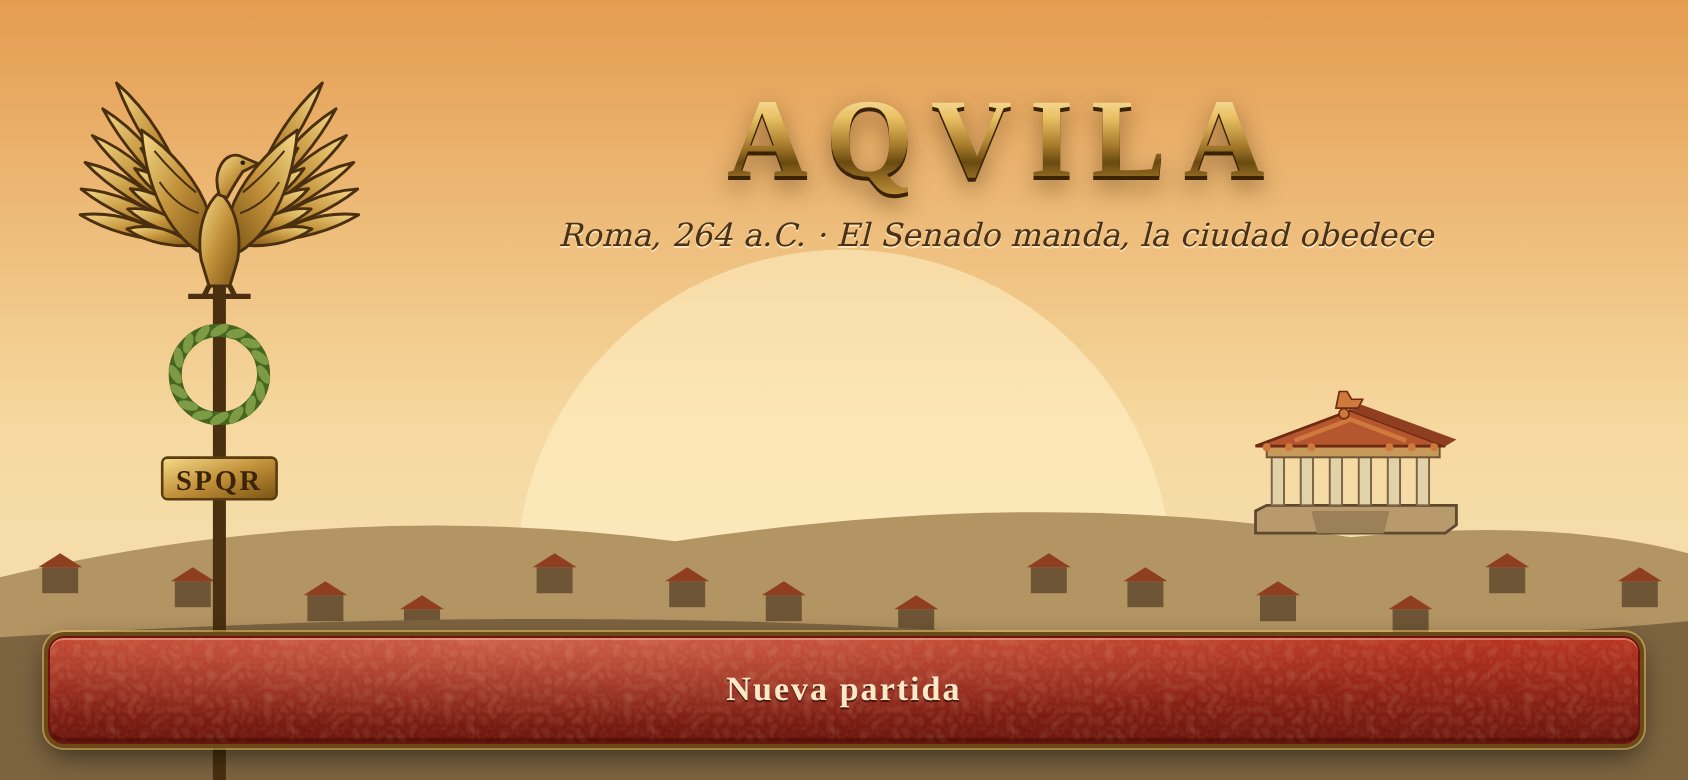 AQVILA
Roma, 264 a.C. · El Senado manda, la ciudad obedece
SPQR
Nueva partida